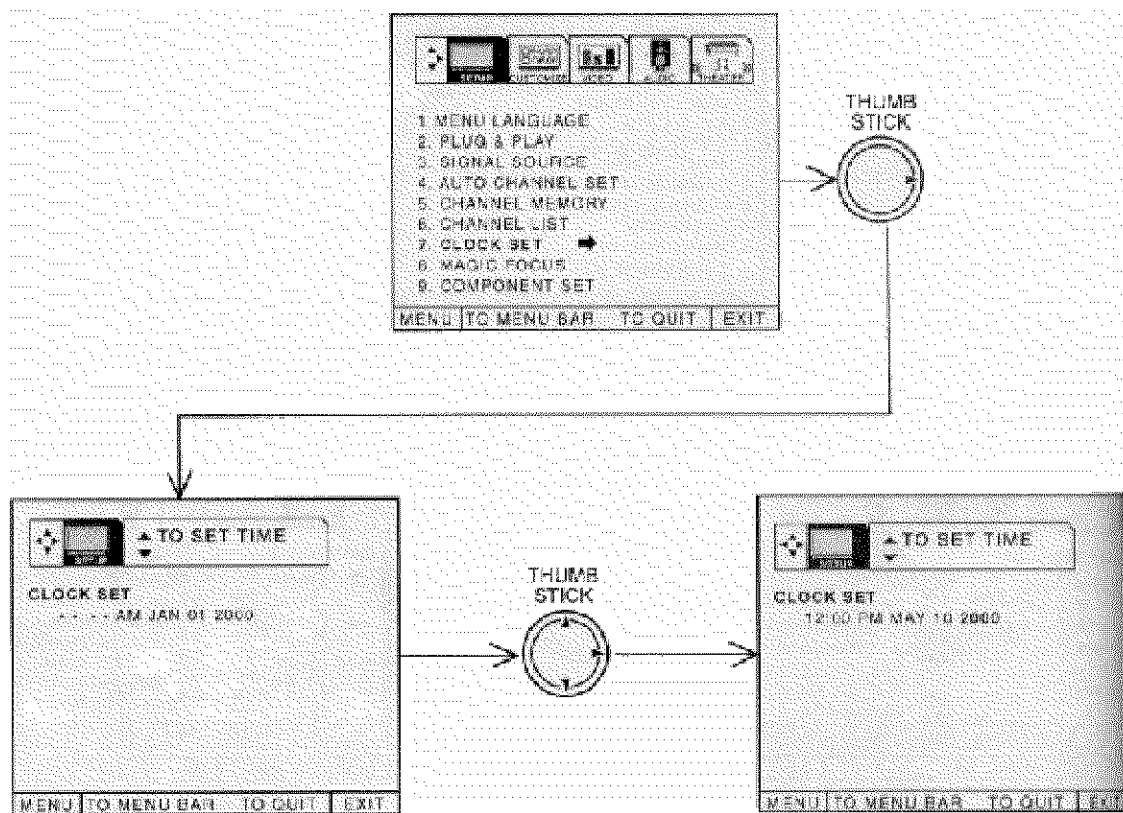 SETUP CUSTOMIZE VIDEO AUDIO THEATER
1 MENU LANGUAGE
2. PLUG & PLAY
3. SIGNAL SOURCE
4. AUTO CHANNEL SET
5. CHANNEL MEMORY
6. CHANNEL LIST
7. CLOCK SET
8. MAGIC FOCUS
9. COMPONENT SET
MENU TO MENU BAR TO QUIT EXIT
THUMB
STICK
SETUP
TO SET TIME
CLOCK SET
- - - - AM JAN 01 2000
MENU TO MENU BAR TO QUIT EXIT
THUMB
STICK
SETUP
TO SET TIME
CLOCK SET
12:00 PM MAY 10 2000
MENU TO MENU BAR TO QUIT EXIT